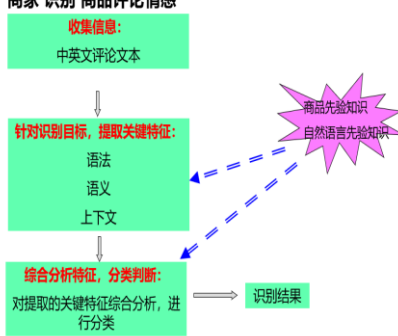 商家 识别 商品评论情感
收集信息：
中英文评论文本
商品先验知识
自然语言先验知识
针对识别目标，提取关键特征：
语法
语义
上下文
综合分析特征，分类判断：
对提取的关键特征综合分析，进
行分类
识别结果